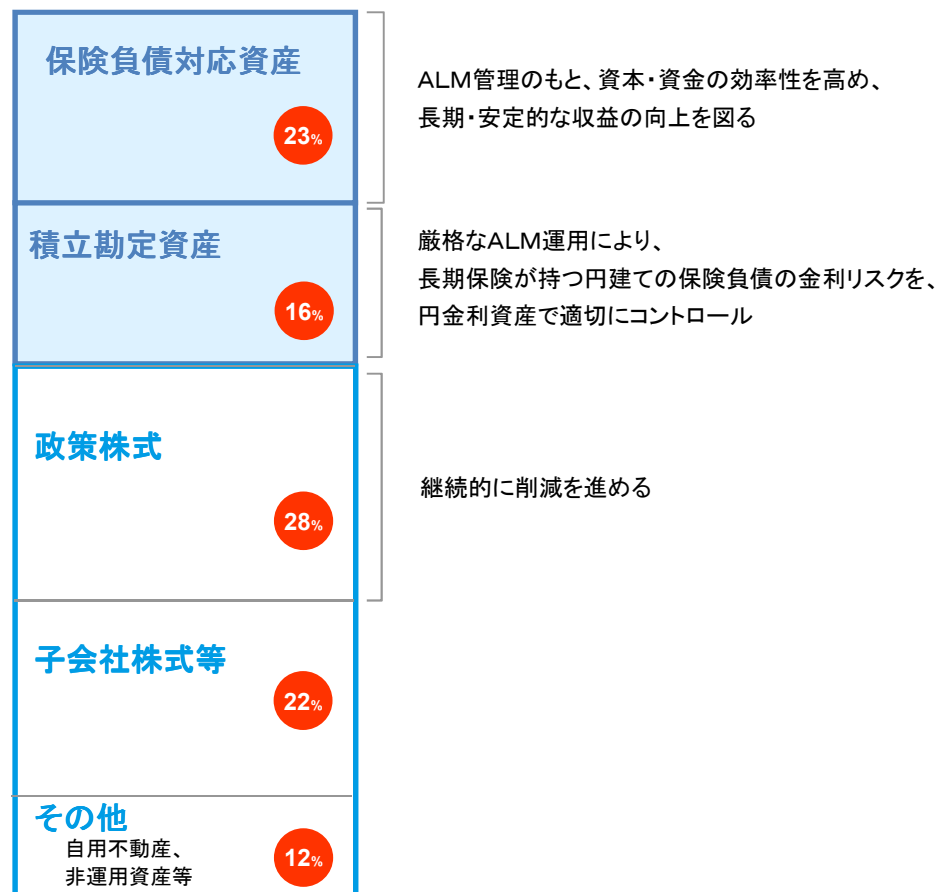 保険負債対応資産
23%
ALM管理のもと、資本・資金の効率性を高め、
長期・安定的な収益の向上を図る
積立勘定資産
16%
厳格なALM運用により、
長期保険が持つ円建ての保険負債の金利リスクを、
円金利資産で適切にコントロール
政策株式
28%
継続的に削減を進める
子会社株式等
22%
その他
自用不動産、
非運用資産等
12%